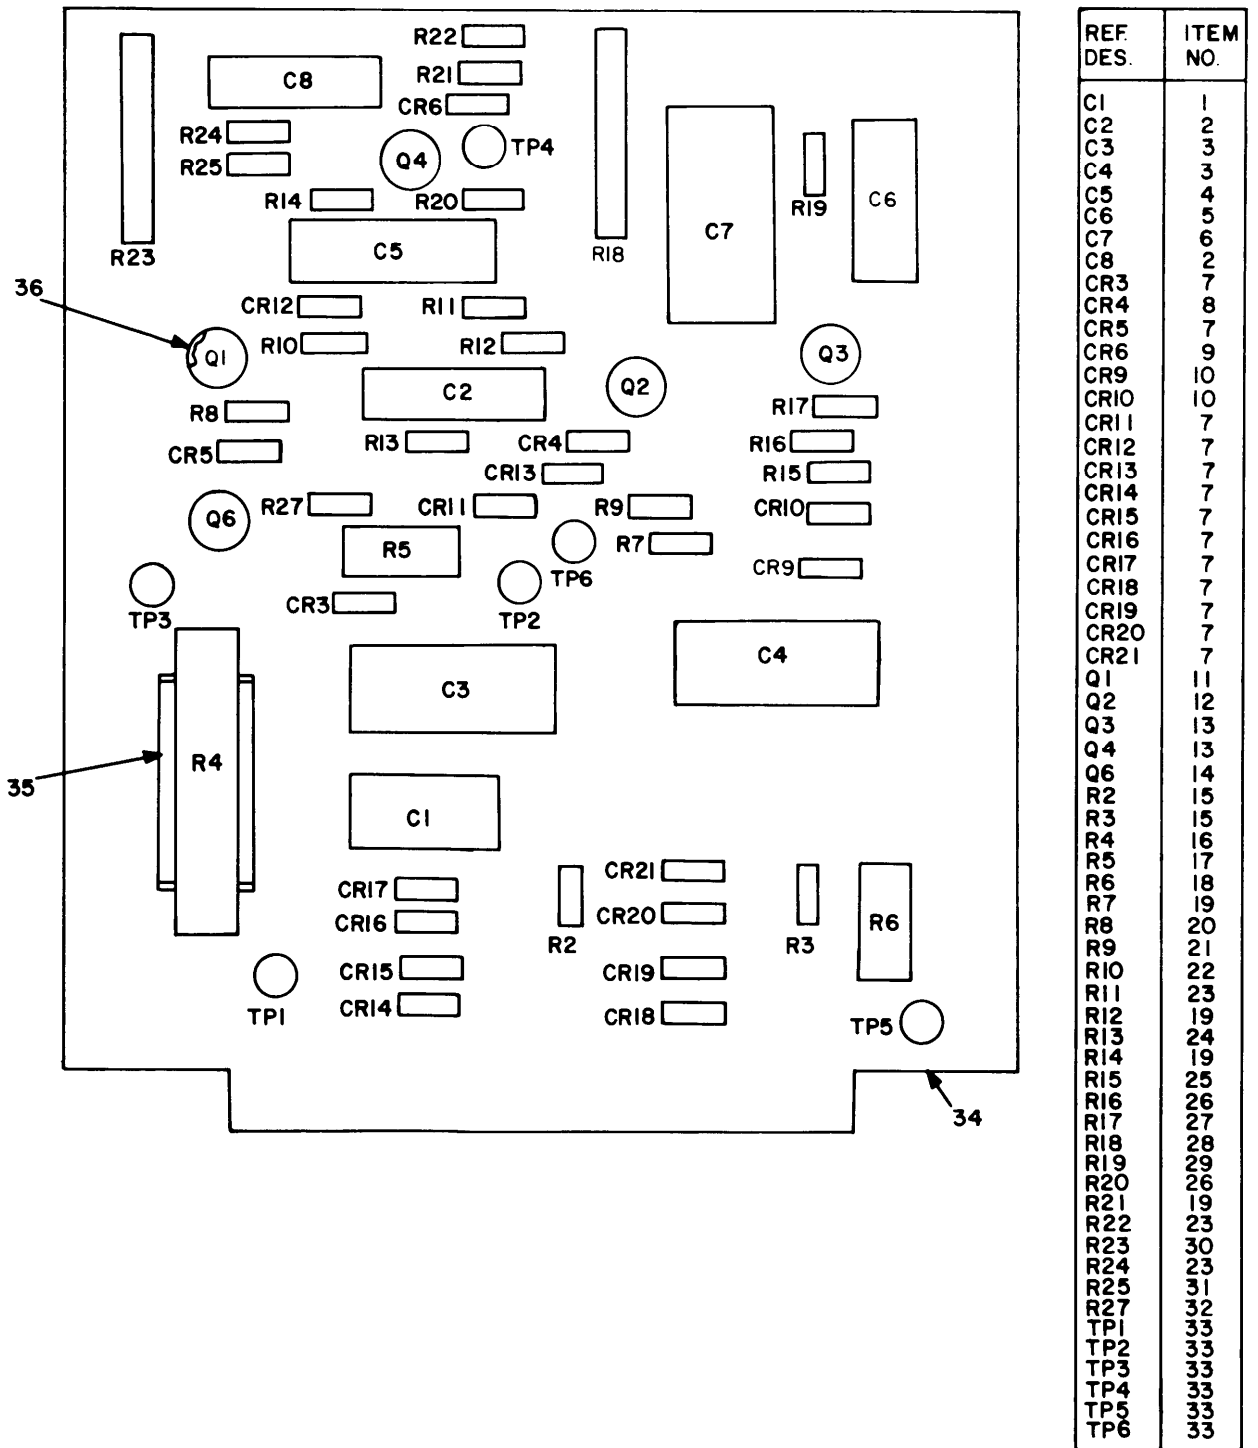 R22
R21
CR6
C8
R24
R25
Q4
TP4
R14
R20
R23
C5
R18
C7
R19
C6
36
CR12
R11
R10
R12
Q1
Q3
C2
Q2
R8
R17
CR5
R13
CR4
R16
CR13
R15
R27
CR11
R9
CR10
Q6
R5
R7
TP6
CR9
TP3
CR3
TP2
C4
C3
R4
35
C1
CR21
CR17
CR20
CR16
R2
R3
R6
CR15
CR19
CR14
CR18
TP1
TP5
34
REF. DES. ITEM NO.
C1 1
C2 2
C3 3
C4 3
C5 4
C6 5
C7 6
C8 2
CR3 7
CR4 8
CR5 7
CR6 9
CR9 10
CR10 10
CR11 7
CR12 7
CR13 7
CR14 7
CR15 7
CR16 7
CR17 7
CR18 7
CR19 7
CR20 7
CR21 7
Q1 11
Q2 12
Q3 13
Q4 13
Q6 14
R2 15
R3 15
R4 16
R5 17
R6 18
R7 19
R8 20
R9 21
R10 22
R11 23
R12 19
R13 24
R14 19
R15 25
R16 26
R17 27
R18 28
R19 29
R20 26
R21 19
R22 23
R23 30
R24 23
R25 31
R27 32
TP1 33
TP2 33
TP3 33
TP4 33
TP5 33
TP6 33